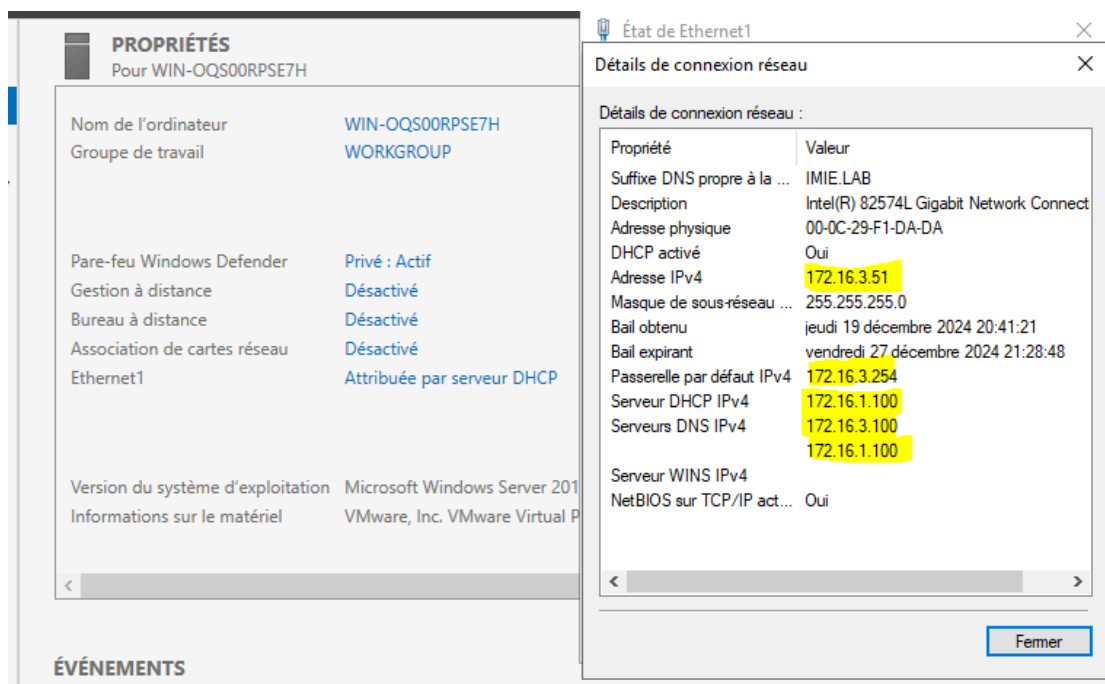 PROPRIÉTÉS
Pour WIN-OQS00RPSE7H
Nom de l'ordinateur WIN-OQS00RPSE7H
Groupe de travail WORKGROUP
Pare-feu Windows Defender Privé : Actif
Gestion à distance Désactivé
Bureau à distance Désactivé
Association de cartes réseau Désactivé
Ethernet1 Attribuée par serveur DHCP
Version du système d'exploitation Microsoft Windows Server 201
Informations sur le matériel VMware, Inc. VMware Virtual P
ÉVÉNEMENTS
État de Ethernet1
Détails de connexion réseau
Détails de connexion réseau :
Propriété Valeur
Suffixe DNS propre à la ... IMIE.LAB
Description Intel(R) 82574L Gigabit Network Connect
Adresse physique 00-0C-29-F1-DA-DA
DHCP activé Oui
Adresse IPv4 172.16.3.51
Masque de sous-réseau ... 255.255.255.0
Bail obtenu jeudi 19 décembre 2024 20:41:21
Bail expirant vendredi 27 décembre 2024 21:28:48
Passerelle par défaut IPv4 172.16.3.254
Serveur DHCP IPv4 172.16.1.100
Serveurs DNS IPv4 172.16.3.100
172.16.1.100
Serveur WINS IPv4
NetBIOS sur TCP/IP act... Oui
Fermer